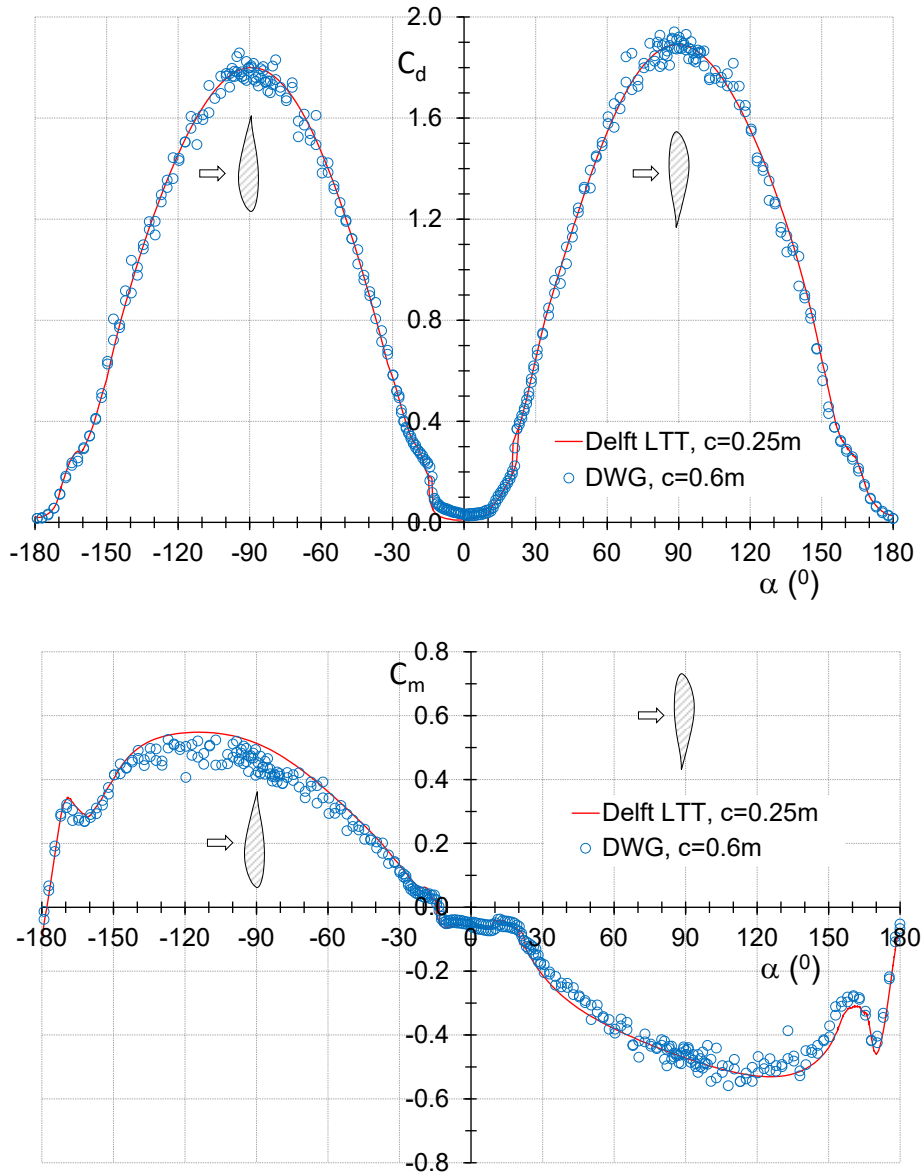 2.0
C_d
1.6
1.2
0.8
0.4
Delft LTT, c=0.25m
DWG, c=0.6m
0.0
-180 -150 -120 -90 -60 -30 0 30 60 90 120 150 180
α (⁰)
0.8
C_m
0.6
0.4
Delft LTT, c=0.25m
DWG, c=0.6m
0.2
0.0
-180 -150 -120 -90 -60 -30 0 30 60 90 120 150 180
α (⁰)
-0.2
-0.4
-0.6
-0.8